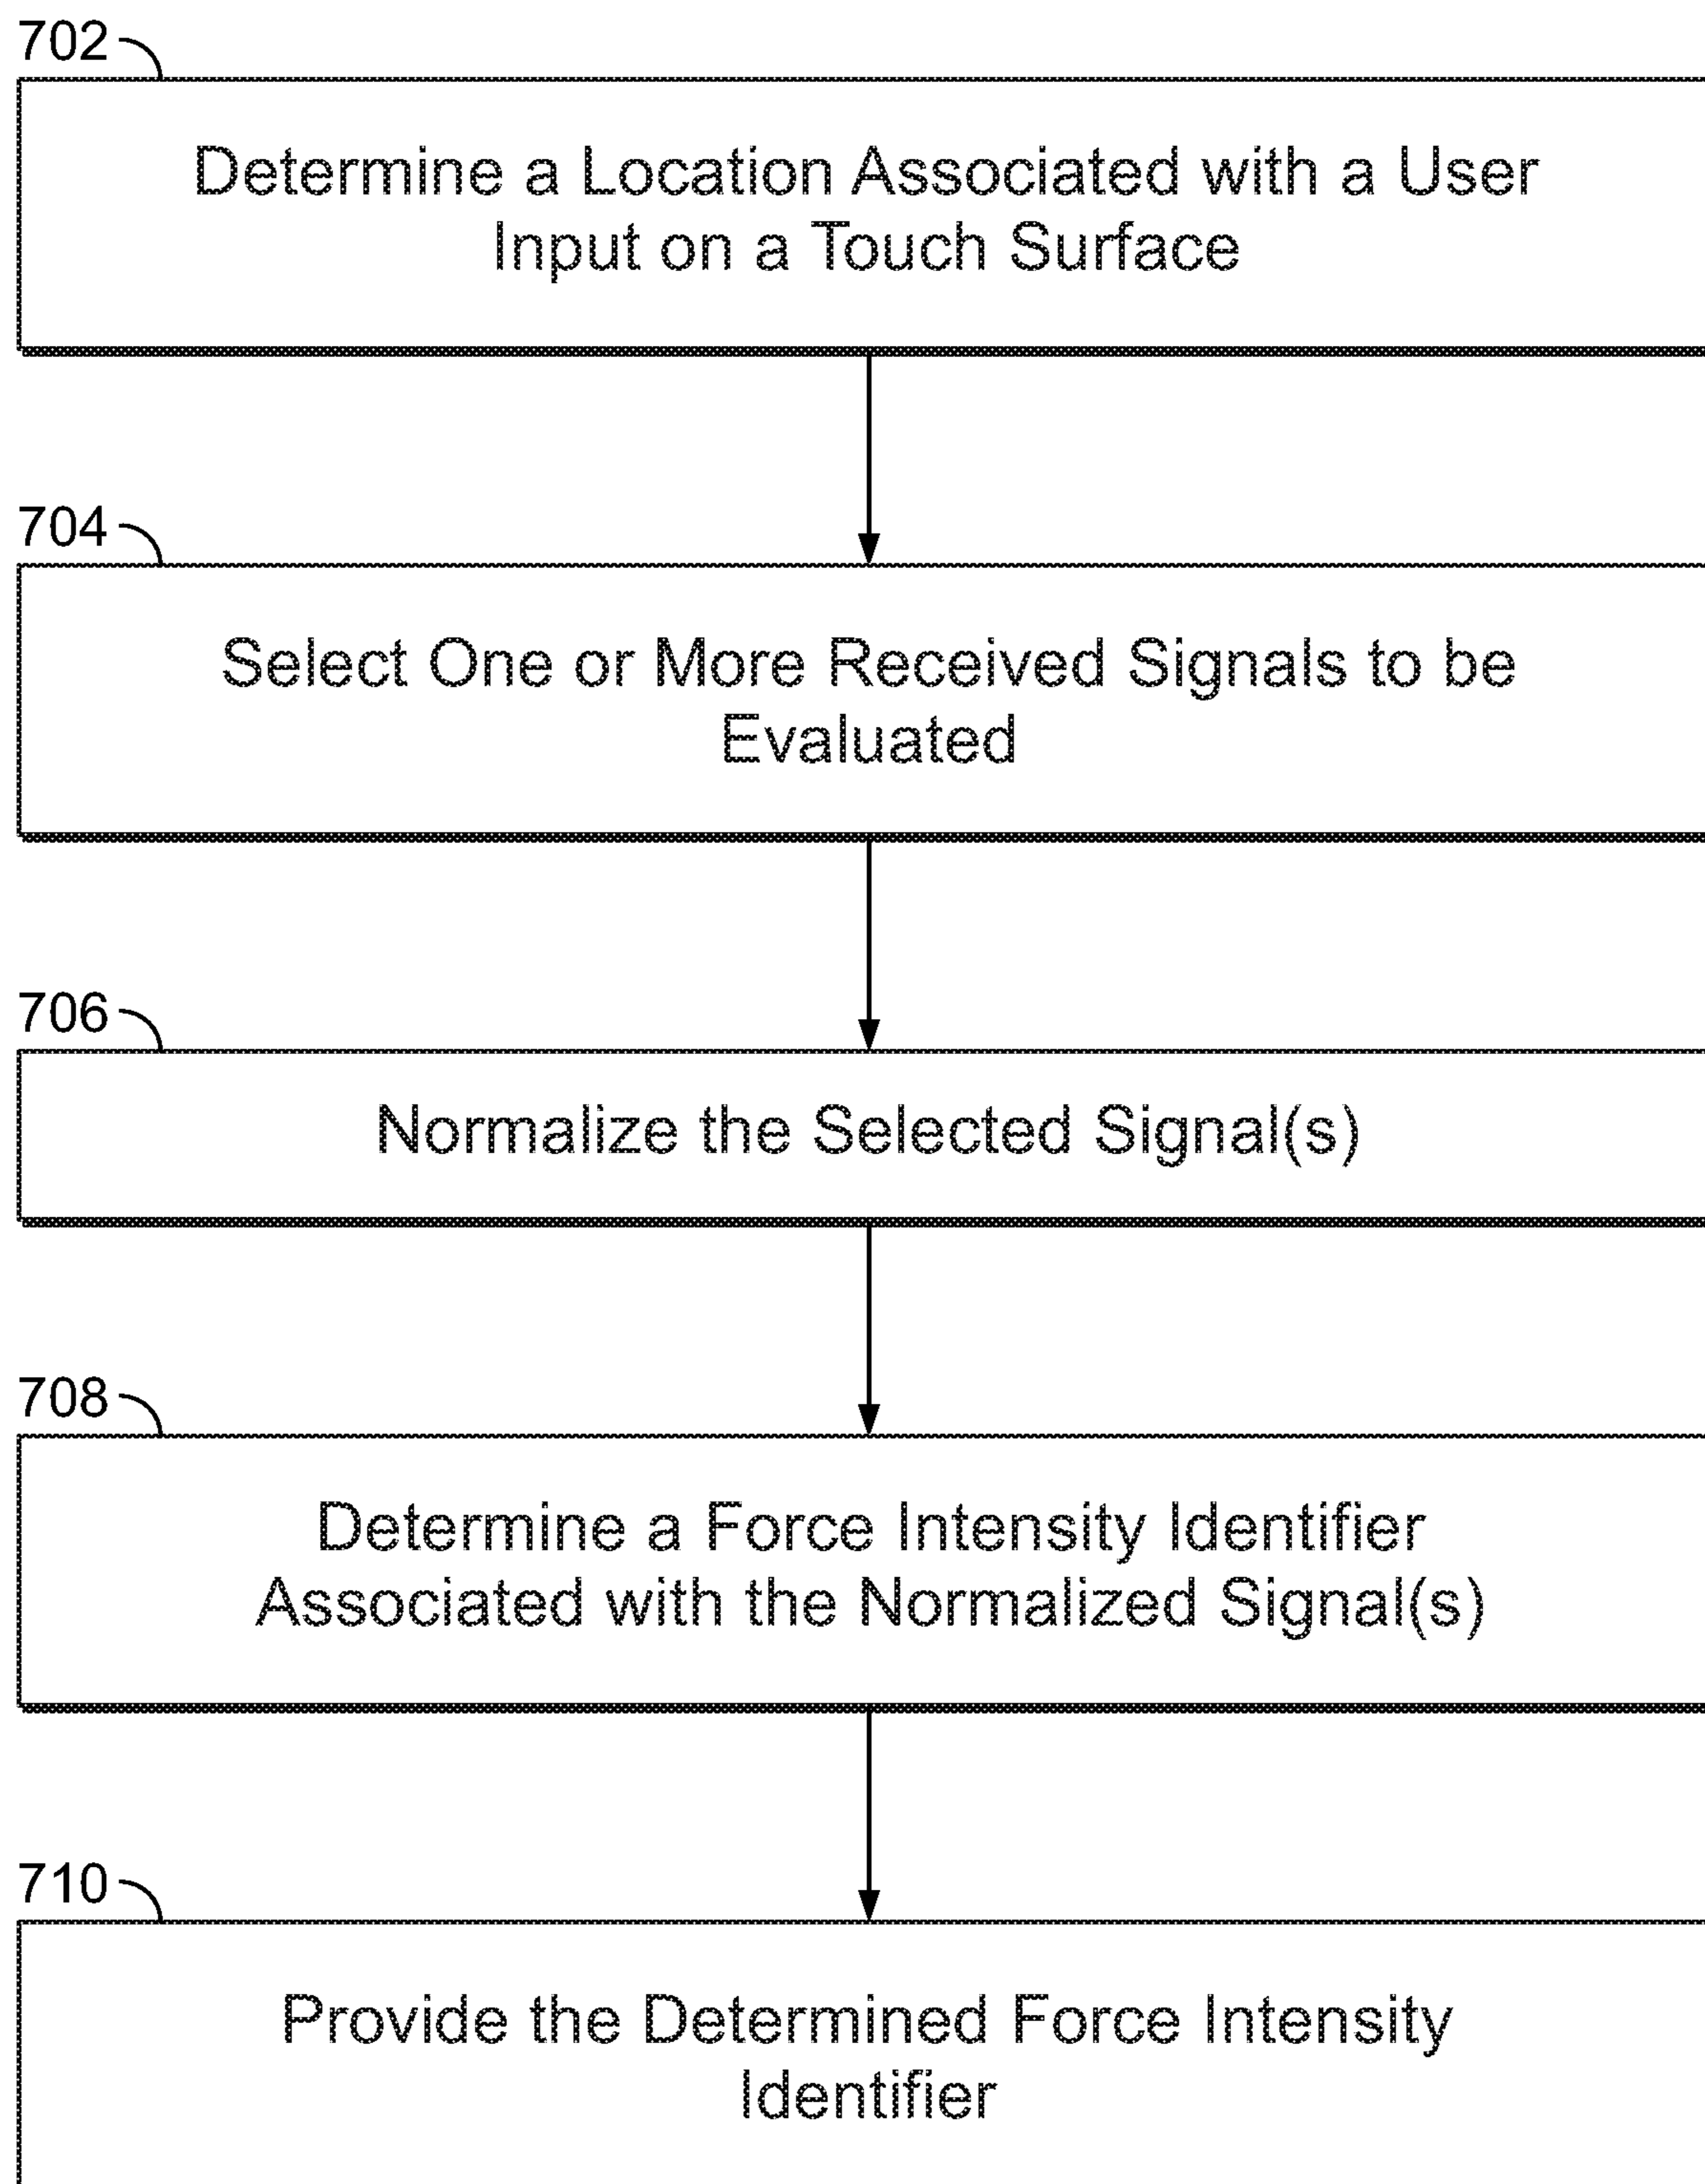 702
Determine a Location Associated with a User
Input on a Touch Surface
704
Select One or More Received Signals to be
Evaluated
706
Normalize the Selected Signal(s)
708
Determine a Force Intensity Identifier
Associated with the Normalized Signal(s)
710
Provide the Determined Force Intensity
Identifier